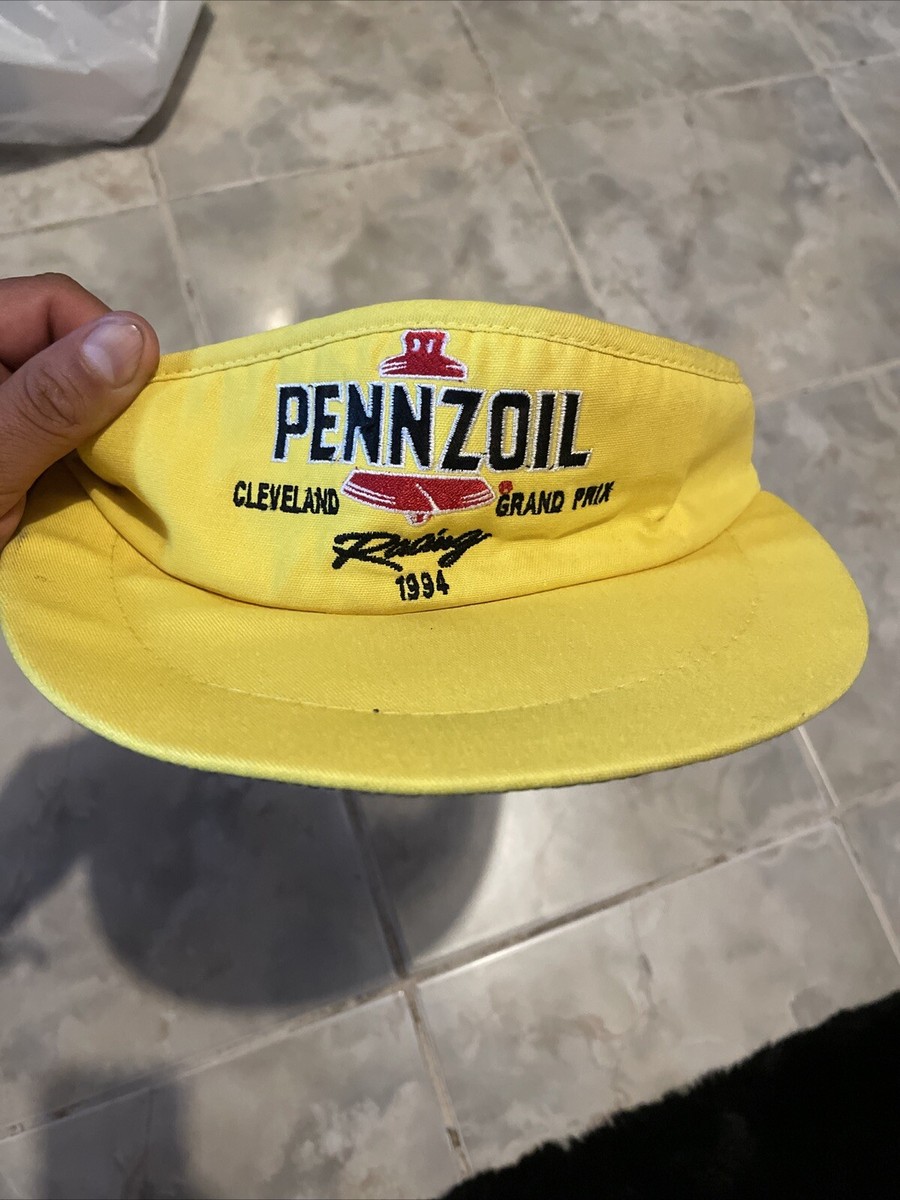 PENNZOIL
CLEVELAND GRAND PRIX
Racing
1994